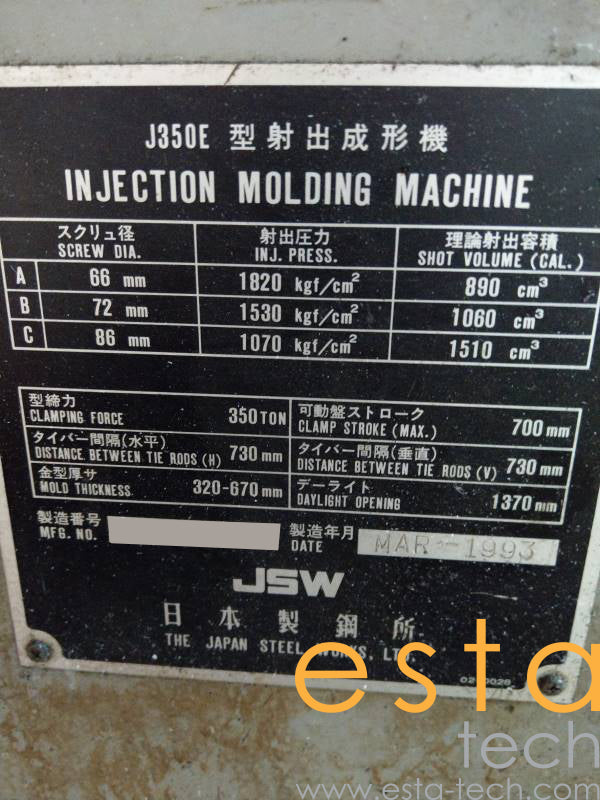 J350E 型射出成形機
INJECTION MOLDING MACHINE
スクリュ径 射出圧力 理論射出容積
SCREW DIA. INJ. PRESS. SHOT VOLUME (CAL.)
A 66 mm 1820 kgf/cm² 890 cm³
B 72 mm 1530 kgf/cm² 1060 cm³
C 86 mm 1070 kgf/cm² 1510 cm³
型締力 可動盤ストローク
CLAMPING FORCE 350 TON CLAMP STROKE (MAX.) 700 mm
タイバー間隔(水平) タイバー間隔(垂直)
DISTANCE BETWEEN TIE RODS (H) 730 mm DISTANCE BETWEEN TIE RODS (V) 730 mm
金型厚サ デーライト
MOLD THICKNESS 320-670 mm DAYLIGHT OPENING 1370 mm
製造番号 製造年月
MFG. NO. DATE MAR-1993
JSW
日本製鋼所
THE JAPAN STEEL WORKS, LTD.
esta
tech
www.esta-tech.com